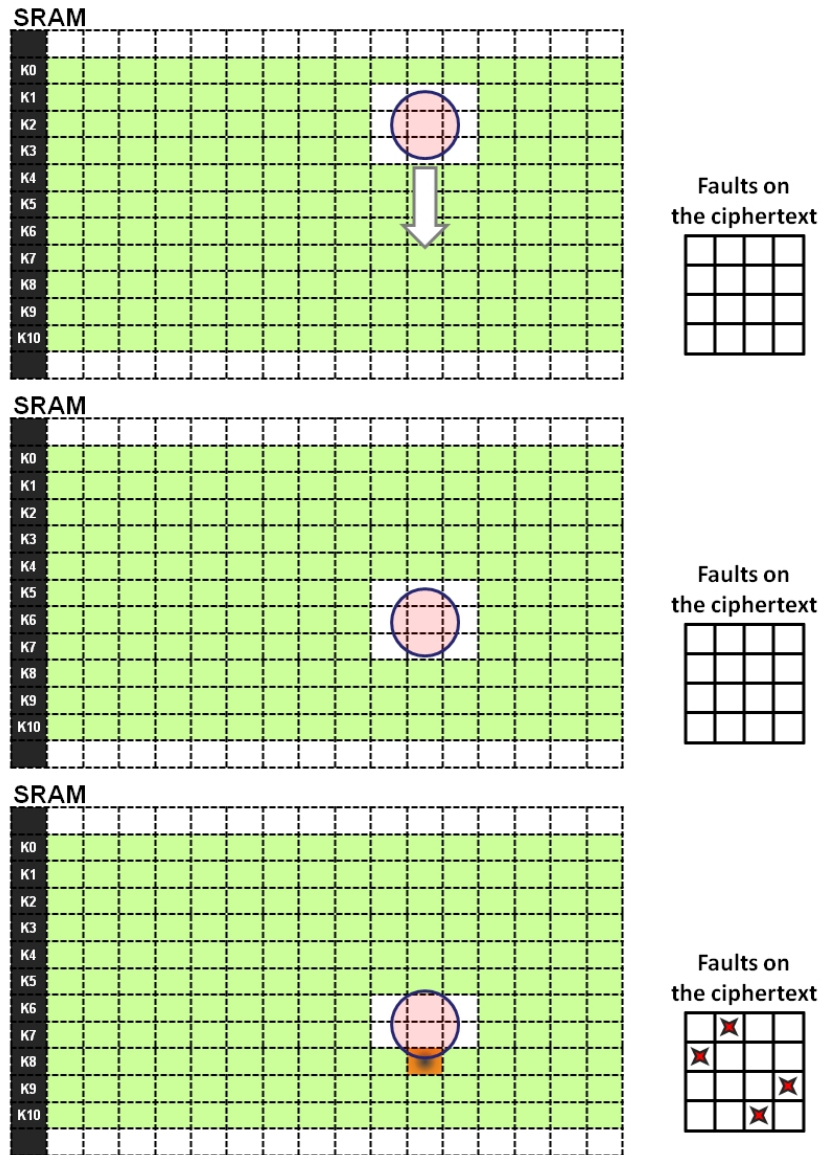 SRAM
K0
K1
K2
K3
K4
K5
K6
K7
K8
K9
K10
Faults on
the ciphertext
SRAM
K0
K1
K2
K3
K4
K5
K6
K7
K8
K9
K10
Faults on
the ciphertext
SRAM
K0
K1
K2
K3
K4
K5
K6
K7
K8
K9
K10
Faults on
the ciphertext